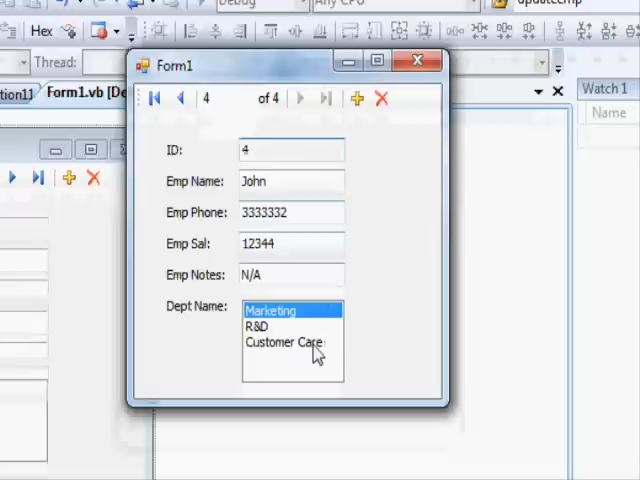 Debug
Any CPU
updateemp
Hex
Thread:
Form1
Form1.vb [De
Watch 1
Name
4
of 4
ID:
4
Emp Name:
John
Emp Phone:
3333332
Emp Sal:
12344
Emp Notes:
N/A
Dept Name:
Marketing
R&D
Customer Care